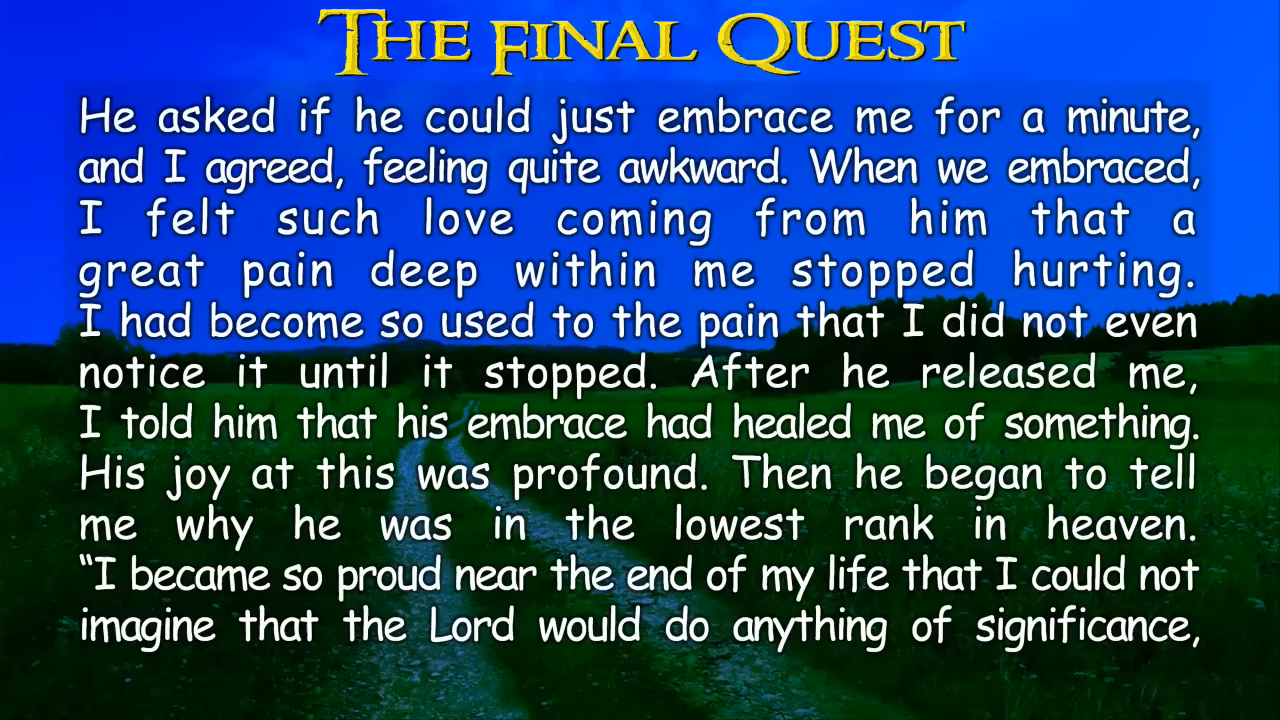 The Final Quest
He asked if he could just embrace me for a minute,
and I agreed, feeling quite awkward. When we embraced,
I felt such love coming from him that a
great pain deep within me stopped hurting.
I had become so used to the pain that I did not even
notice it until it stopped. After he released me,
I told him that his embrace had healed me of something.
His joy at this was profound. Then he began to tell
me why he was in the lowest rank in heaven.
“I became so proud near the end of my life that I could not
imagine that the Lord would do anything of significance,